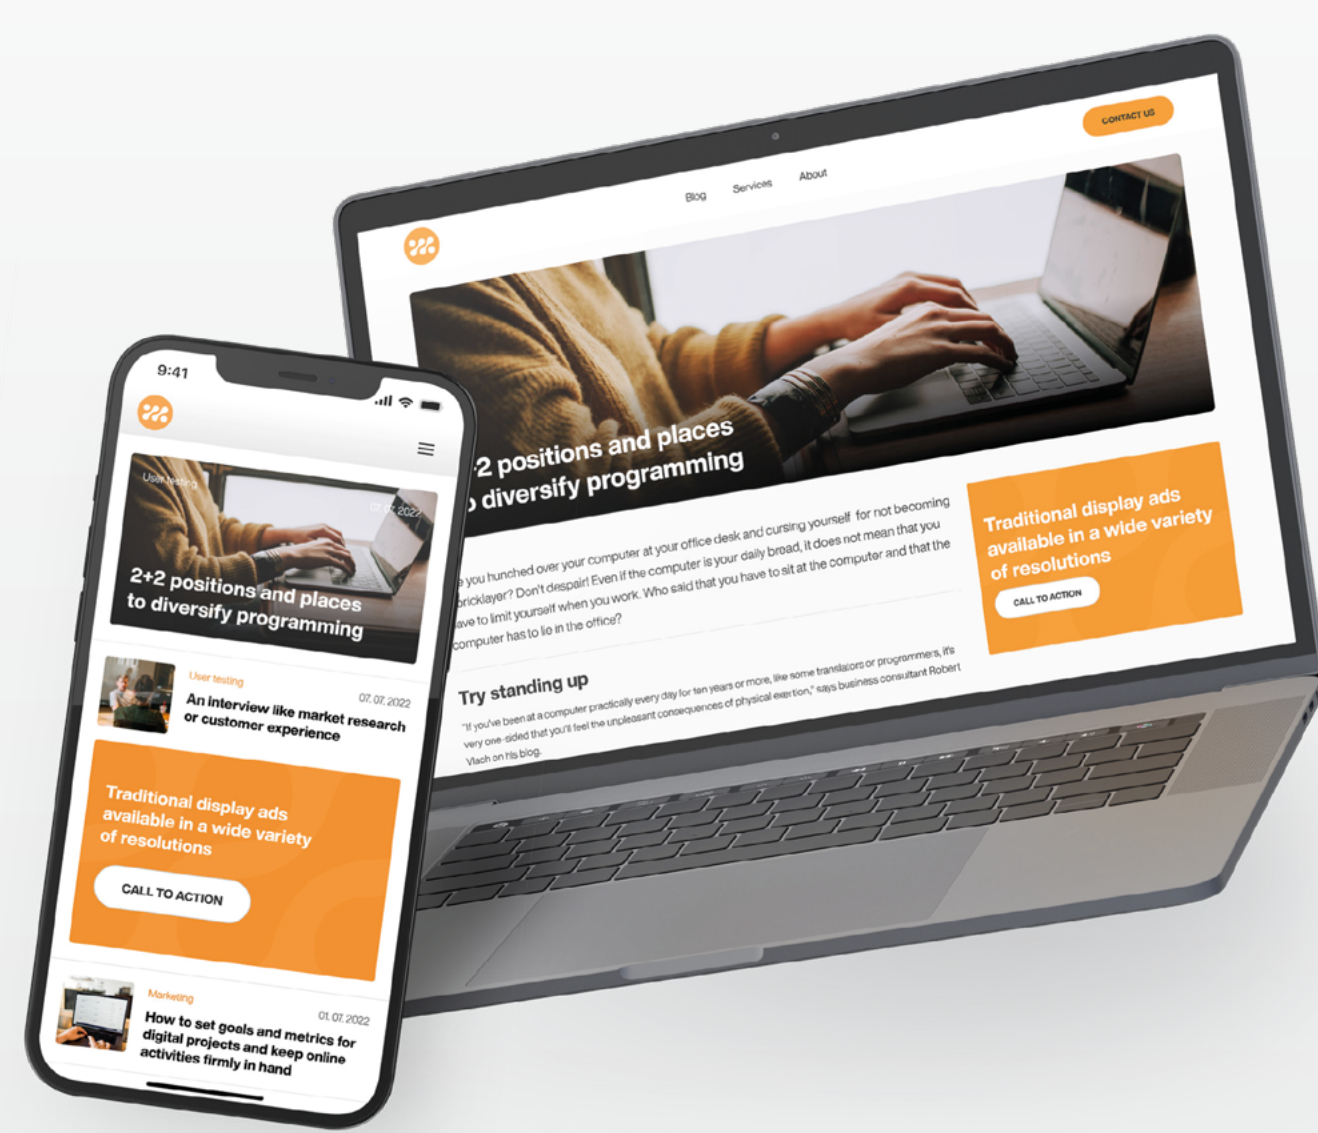 9:41
User testing
07. 07. 2022
2+2 positions and places
to diversify programming
User testing
07. 07. 2022
An interview like market research
or customer experience
Traditional display ads
available in a wide variety
of resolutions
CALL TO ACTION
Marketing
01. 07. 2022
How to set goals and metrics for
digital projects and keep online
activities firmly in hand
CONTACT US
Blog Services About
2 positions and places
diversify programming
you hunched over your computer at your office desk and cursing yourself for not becoming
bricklayer? Don't despair! Even if the computer is your daily bread, it does not mean that you
ave to limit yourself when you work. Who said that you have to sit at the computer and that the
computer has to lie in the office?
Try standing up
"If you've been at a computer practically every day for ten years or more, like some translators or programmers, it's
very one-sided that you'll feel the unpleasant consequences of physical exertion," says business consultant Robert
Vlach on his blog.
Traditional display ads
available in a wide variety
of resolutions
CALL TO ACTION